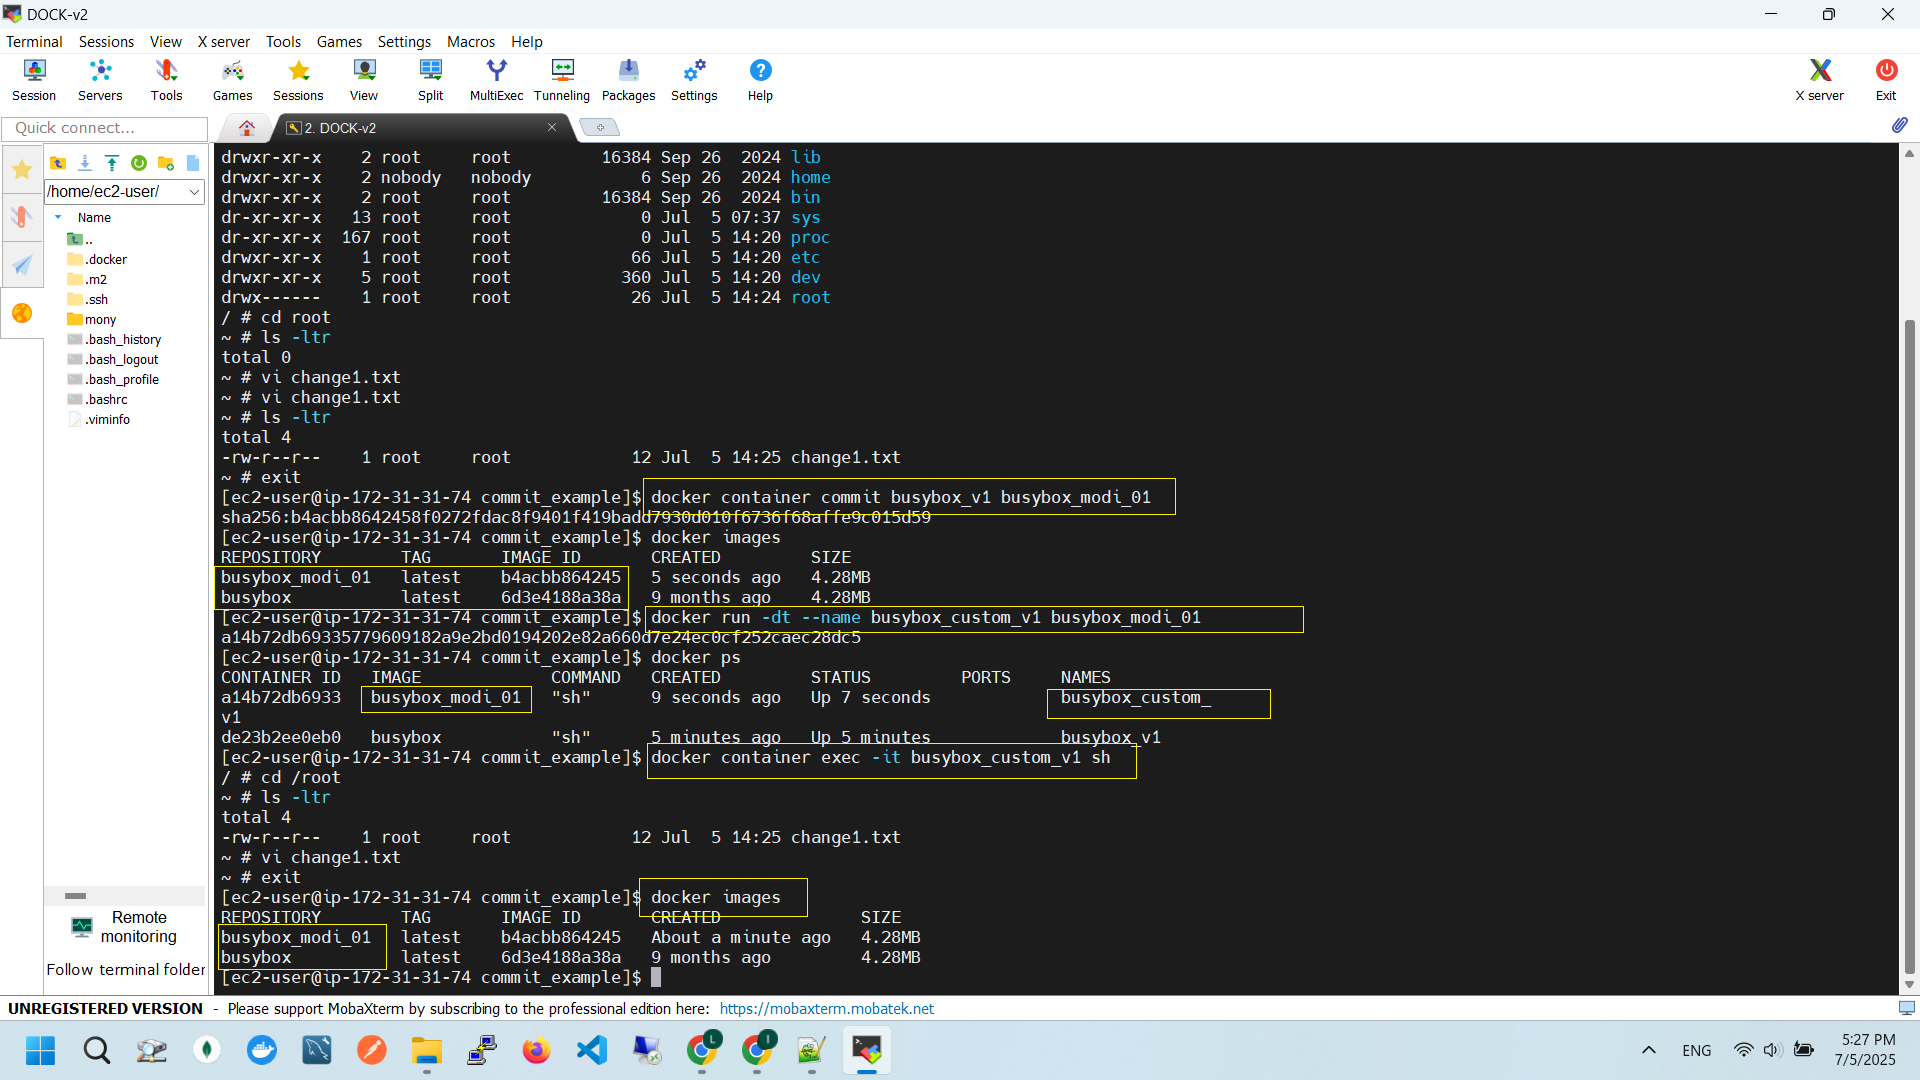 DOCK-v2
Terminal Sessions View X server Tools Games Settings Macros Help
Session Servers Tools Games Sessions View Split MultiExec Tunneling Packages Settings Help X server Exit
Quick connect...
2. DOCK-v2
/home/ec2-user/
Name
..
.docker
.m2
.ssh
mony
.bash_history
.bash_logout
.bash_profile
.bashrc
.viminfo
Remote
monitoring
Follow terminal folder
drwxr-xr-x    2 root     root         16384 Sep 26  2024 lib
drwxr-xr-x    2 nobody   nobody           6 Sep 26  2024 home
drwxr-xr-x    2 root     root         16384 Sep 26  2024 bin
dr-xr-xr-x   13 root     root             0 Jul  5 07:37 sys
dr-xr-xr-x  167 root     root             0 Jul  5 14:20 proc
drwxr-xr-x    1 root     root            66 Jul  5 14:20 etc
drwxr-xr-x    5 root     root           360 Jul  5 14:20 dev
drwx------    1 root     root            26 Jul  5 14:24 root
/ # cd root
~ # ls -ltr
total 0
~ # vi change1.txt
~ # vi change1.txt
~ # ls -ltr
total 4
-rw-r--r--    1 root     root            12 Jul  5 14:25 change1.txt
~ # exit
[ec2-user@ip-172-31-31-74 commit_example]$ docker container commit busybox_v1 busybox_modi_01
sha256:b4acbb8642458f0272fdac8f9401f419badd7930d010f6736f68affe9c015d59
[ec2-user@ip-172-31-31-74 commit_example]$ docker images
REPOSITORY        TAG       IMAGE ID       CREATED         SIZE
busybox_modi_01   latest    b4acbb864245   5 seconds ago   4.28MB
busybox           latest    6d3e4188a38a   9 months ago    4.28MB
[ec2-user@ip-172-31-31-74 commit_example]$ docker run -dt --name busybox_custom_v1 busybox_modi_01
a14b72db69335779609182a9e2bd0194202e82a660d7e24ec0cf252caec28dc5
[ec2-user@ip-172-31-31-74 commit_example]$ docker ps
CONTAINER ID   IMAGE             COMMAND   CREATED         STATUS         PORTS     NAMES
a14b72db6933   busybox_modi_01   "sh"      9 seconds ago   Up 7 seconds             busybox_custom_
v1
de23b2ee0eb0   busybox           "sh"      5 minutes ago   Up 5 minutes             busybox_v1
[ec2-user@ip-172-31-31-74 commit_example]$ docker container exec -it busybox_custom_v1 sh
/ # cd /root
~ # ls -ltr
total 4
-rw-r--r--    1 root     root            12 Jul  5 14:25 change1.txt
~ # vi change1.txt
~ # exit
[ec2-user@ip-172-31-31-74 commit_example]$ docker images
REPOSITORY        TAG       IMAGE ID       CREATED              SIZE
busybox_modi_01   latest    b4acbb864245   About a minute ago   4.28MB
busybox           latest    6d3e4188a38a   9 months ago         4.28MB
[ec2-user@ip-172-31-31-74 commit_example]$
UNREGISTERED VERSION - Please support MobaXterm by subscribing to the professional edition here: https://mobaxterm.mobatek.net
L I
ENG
5:27 PM
7/5/2025